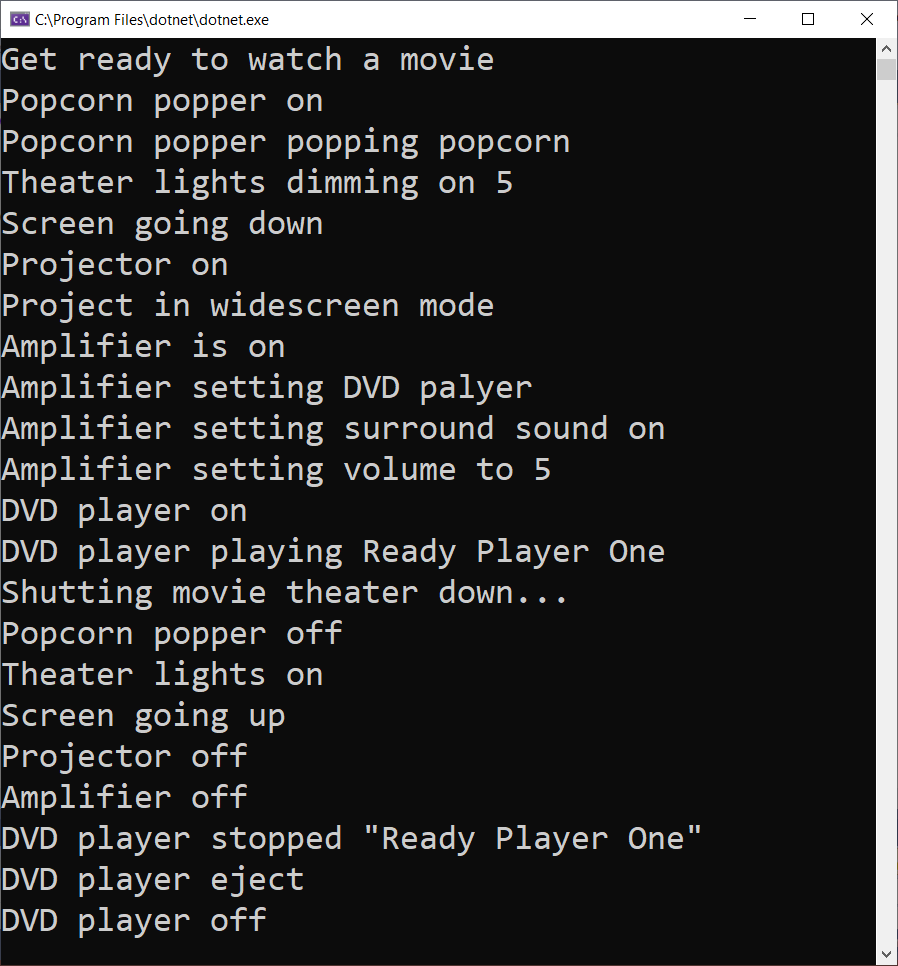 C:\Program Files\dotnet\dotnet.exe
Get ready to watch a movie
Popcorn popper on
Popcorn popper popping popcorn
Theater lights dimming on 5
Screen going down
Projector on
Project in widescreen mode
Amplifier is on
Amplifier setting DVD palyer
Amplifier setting surround sound on
Amplifier setting volume to 5
DVD player on
DVD player playing Ready Player One
Shutting movie theater down...
Popcorn popper off
Theater lights on
Screen going up
Projector off
Amplifier off
DVD player stopped "Ready Player One"
DVD player eject
DVD player off